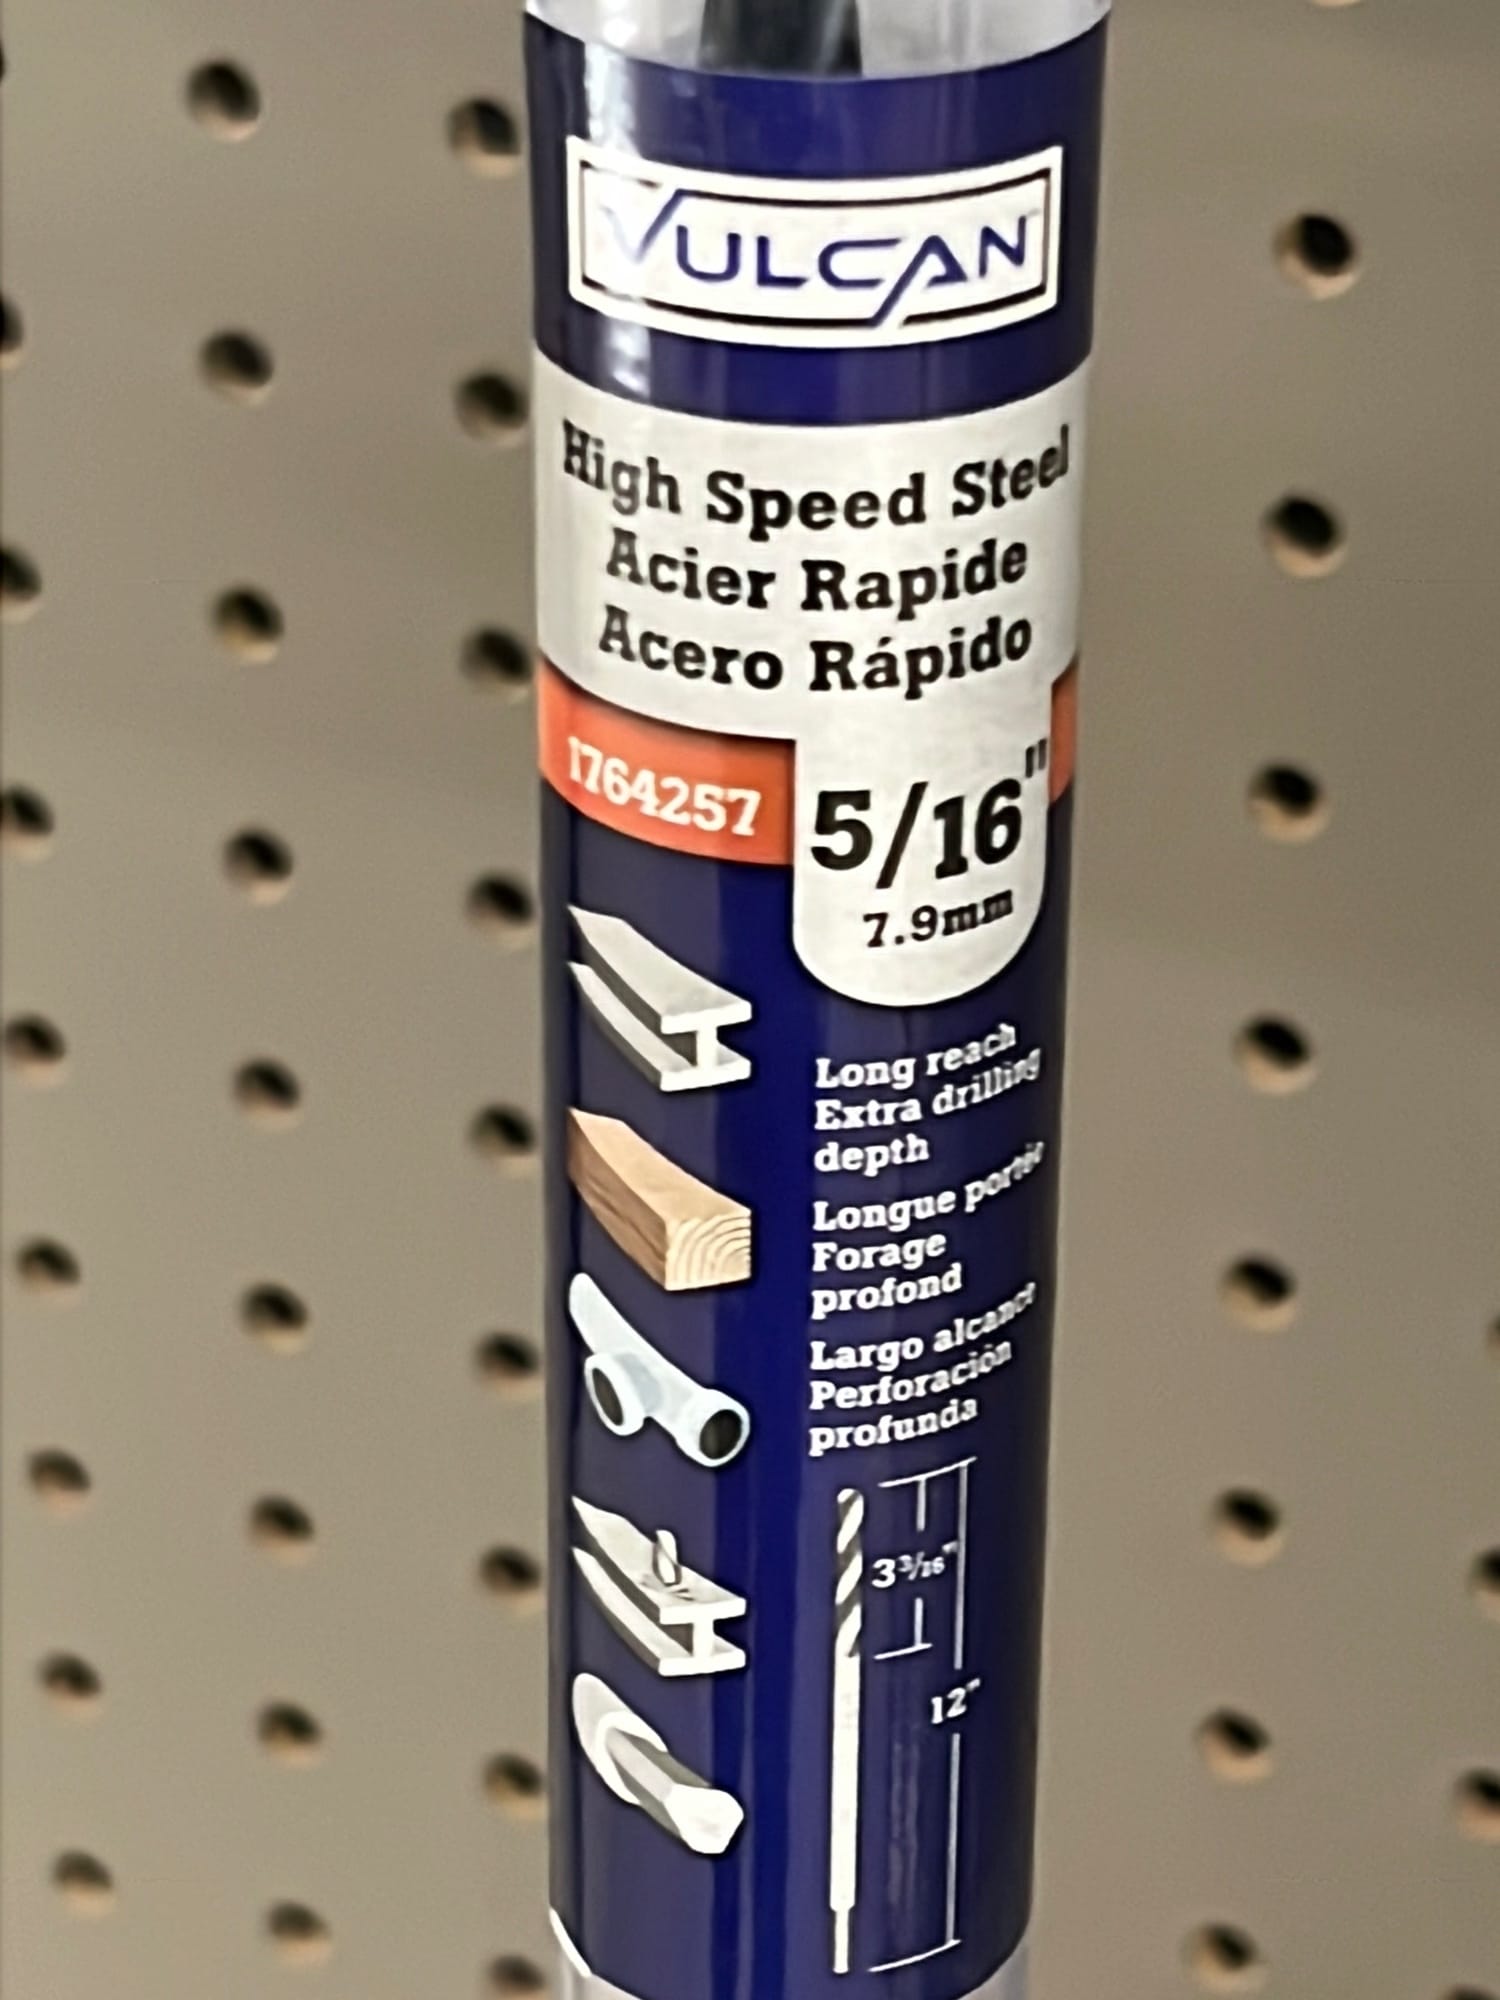 VULCAN
High Speed Steel
Acier Rapide
Acero Rápido
1764257
5/16"
7.9mm
Long reach
Extra drilling
depth
Longue portée
Forage
profond
Largo alcance
Perforación
profunda
3 3/16"
12"